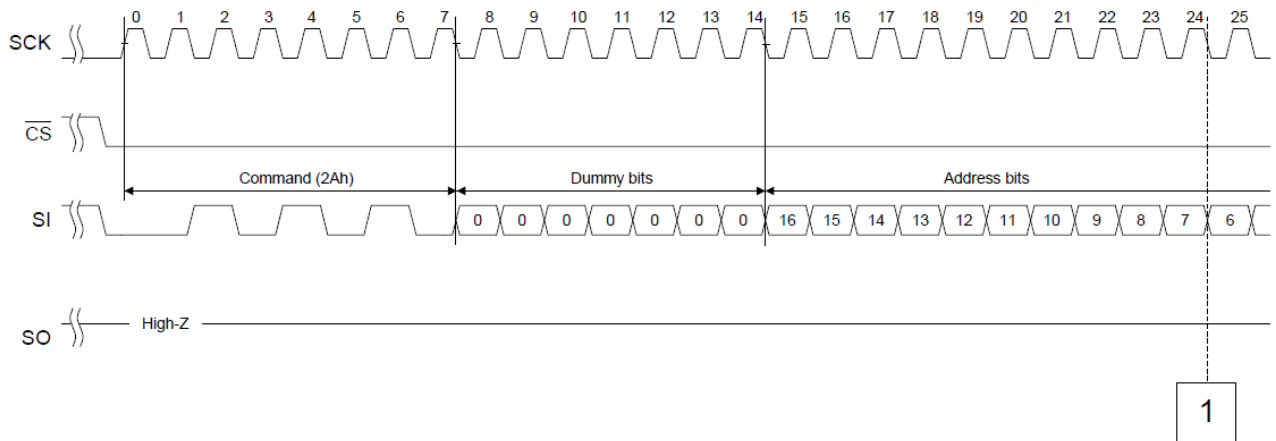 0 1 2 3 4 5 6 7 8 9 10 11 12 13 14 15 16 17 18 19 20 21 22 23 24 25
SCK
CS
Command (2Ah) Dummy bits Address bits
SI 0 0 0 0 0 0 0 16 15 14 13 12 11 10 9 8 7 6
High-Z
SO
1